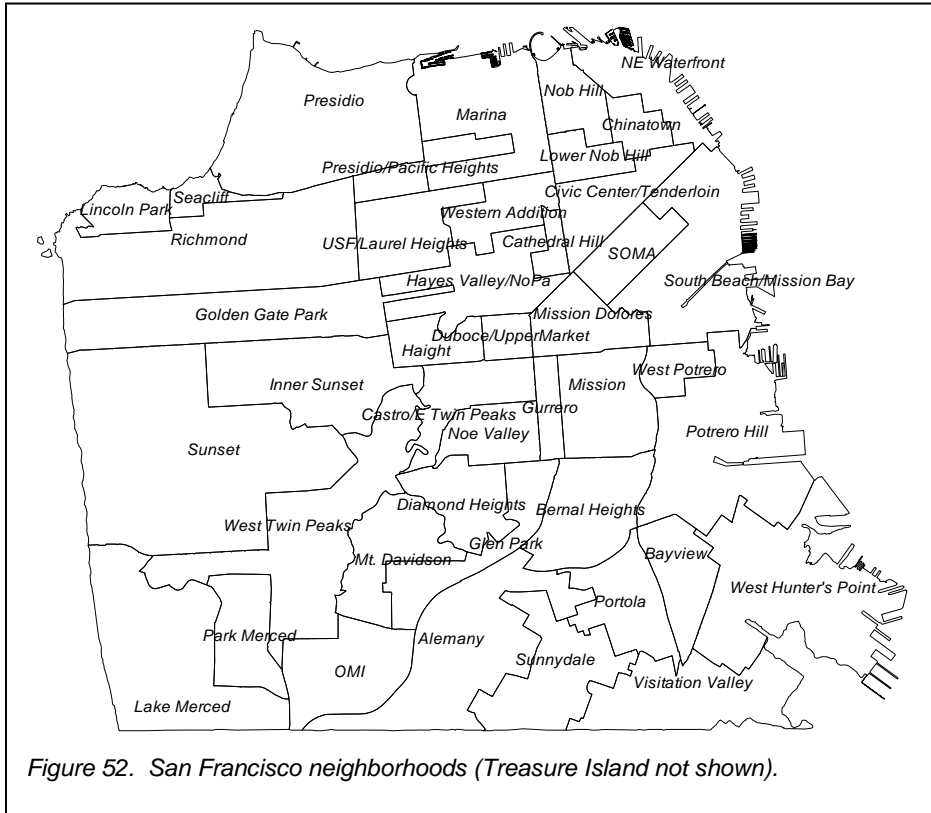 NE Waterfront
Nob Hill
Presidio
Marina
Chinatown
Lower Nob Hill
Presidio/Pacific Heights
Civic Center/Tenderloin
Seacliff
Lincoln Park
Western Addition
Richmond
USF/Laurel Heights
Cathedral Hill
SOMA
Hayes Valley/NoPa
South Beach/Mission Bay
Golden Gate Park
Mission Dolores
Duboce/UpperMarket
Haight
West Potrero
Inner Sunset
Mission
Castro/E Twin Peaks
Gurrero
Noe Valley
Potrero Hill
Sunset
Diamond Heights
Bernal Heights
West Twin Peaks
Glen Park
Mt. Davidson
Bayview
West Hunter's Point
Portola
Park Merced
Alemany
Sunnydale
OMI
Visitation Valley
Lake Merced
Figure 52. San Francisco neighborhoods (Treasure Island not shown).